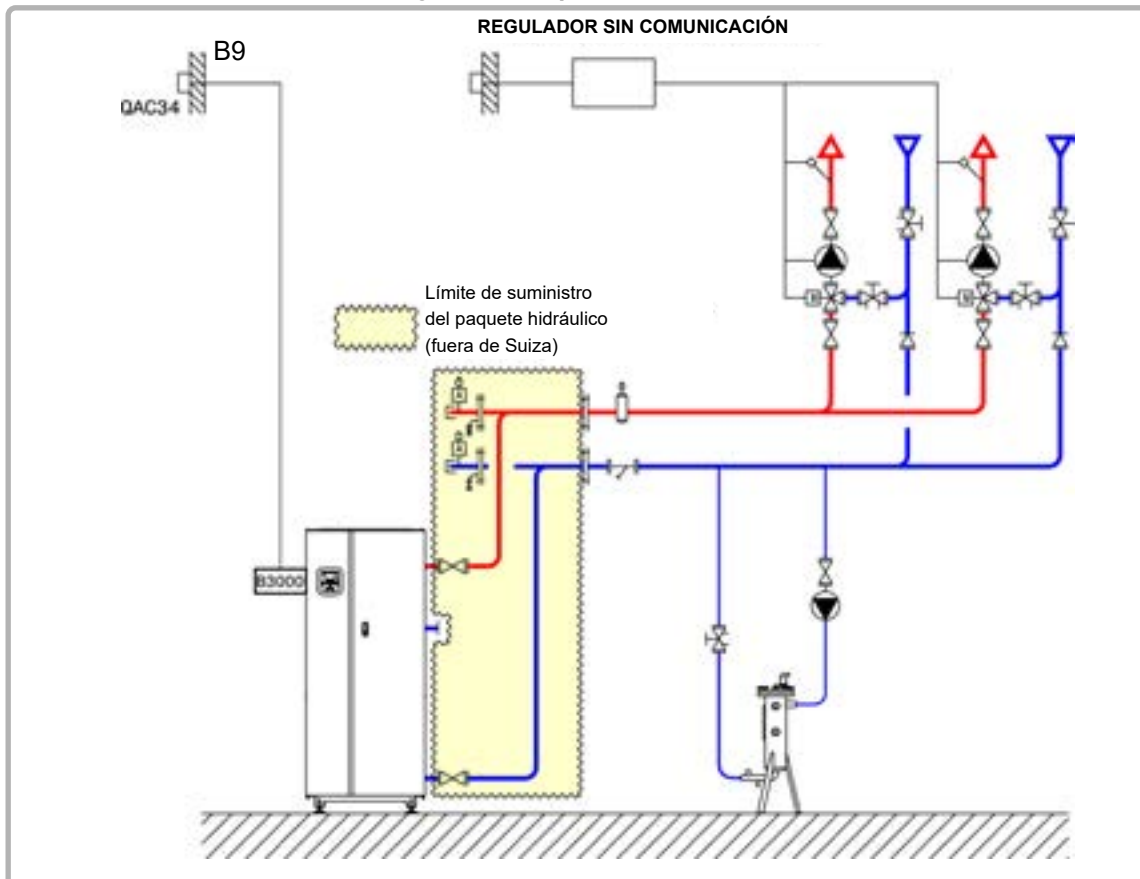 REGULADOR SIN COMUNICACIÓN
B9
QAC34
Límite de suministro
del paquete hidráulico
(fuera de Suiza)
B3000